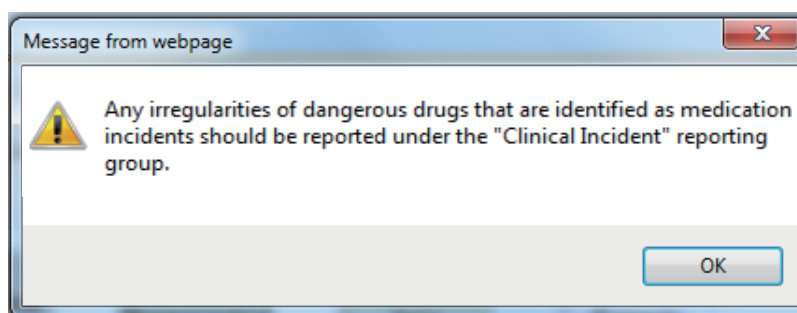 Message from webpage
Any irregularities of dangerous drugs that are identified as medication
incidents should be reported under the "Clinical Incident" reporting
group.
OK